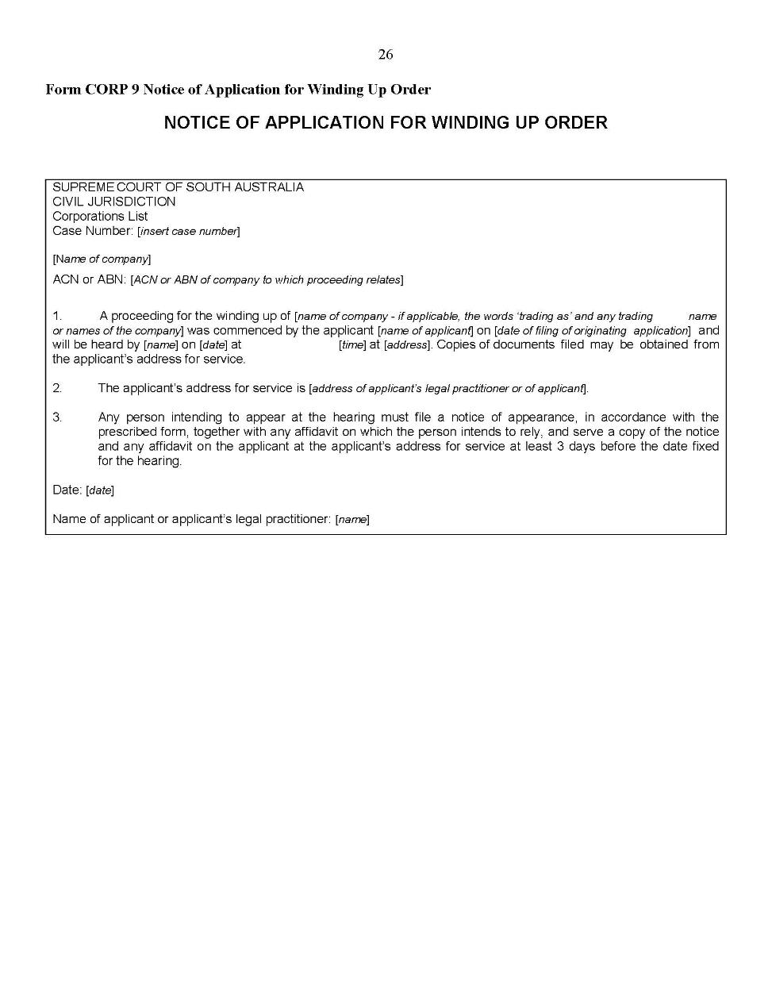 26
Form CORP 9 Notice of Application for Winding Up Order
NOTICE OF APPLICATION FOR WINDING UP ORDER
SUPREME COURT OF SOUTH AUSTRALIA
CIVIL JURISDICTION
Corporations List
Case Number: [insert case number]
[Name of company]
ACN or ABN: [ACN or ABN of company to which proceeding relates]
1. A proceeding for the winding up of [name of company - if applicable, the words ‘trading as’ and any trading name
or names of the company] was commenced by the applicant [name of applicant] on [date of filing of originating application] and
will be heard by [name] on [date] at [time] at [address]. Copies of documents filed may be obtained from
the applicant’s address for service.
2. The applicant’s address for service is [address of applicant’s legal practitioner or of applicant].
3. Any person intending to appear at the hearing must file a notice of appearance, in accordance with the
prescribed form, together with any affidavit on which the person intends to rely, and serve a copy of the notice
and any affidavit on the applicant at the applicant’s address for service at least 3 days before the date fixed
for the hearing.
Date: [date]
Name of applicant or applicant’s legal practitioner: [name]